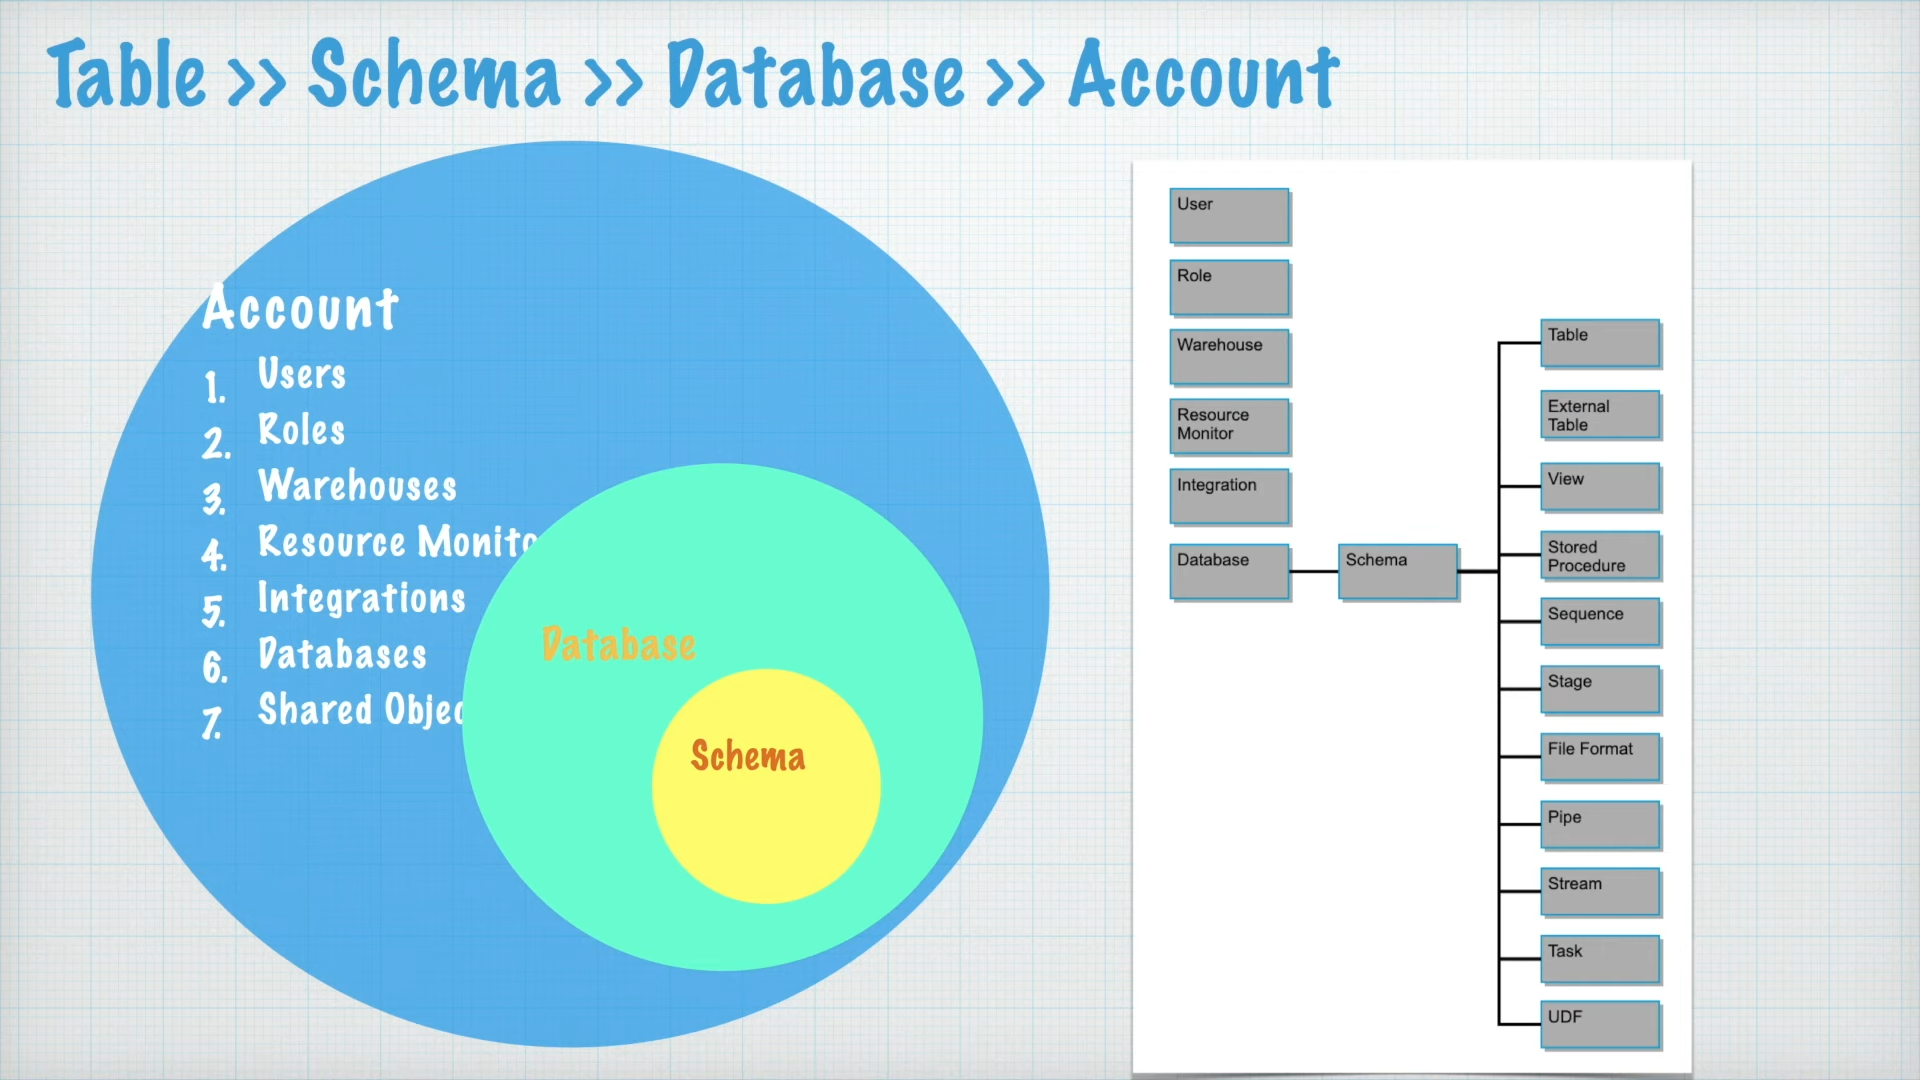 Table >> Schema >> Database >> Account
Account
1. Users
2. Roles
3. Warehouses
4. Resource Monito
5. Integrations
6. Databases
7. Shared Objec
Database
Schema
User
Role
Warehouse
Resource
Monitor
Integration
Database
Schema
Table
External
Table
View
Stored
Procedure
Sequence
Stage
File Format
Pipe
Stream
Task
UDF